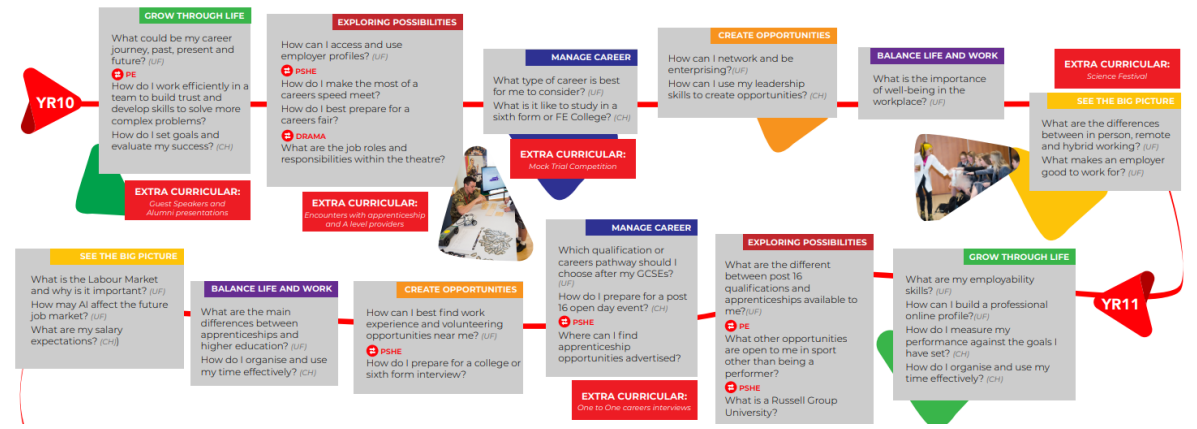 YR10
GROW THROUGH LIFE
What could be my career
journey, past, present and
future? (UF)
PE
How do I work efficiently in a
team to build trust and
develop skills to solve more
complex problems?
How do I set goals and
evaluate my success? (CH)
EXTRA CURRICULAR:
Guest Speakers and
Alumni presentations
EXPLORING POSSIBILITIES
How can I access and use
employer profiles? (UF)
PSHE
How do I make the most of a
careers speed meet?
How do I best prepare for a
careers fair?
DRAMA
What are the job roles and
responsibilities within the theatre?
EXTRA CURRICULAR:
Encounters with apprenticeship
and A level providers
MANAGE CAREER
What type of career is best
for me to consider? (UF)
What is it like to study in a
sixth form or FE College? (CH)
EXTRA CURRICULAR:
Mock Trial Competition
CREATE OPPORTUNITIES
How can I network and be
enterprising?(UF)
How can I use my leadership
skills to create opportunities? (CH)
BALANCE LIFE AND WORK
What is the importance
of well-being in the
workplace? (UF)
EXTRA CURRICULAR:
Science Festival
SEE THE BIG PICTURE
What are the differences
between in person, remote
and hybrid working? (UF)
What makes an employer
good to work for? (UF)
YR11
GROW THROUGH LIFE
What are my employability
skills? (UF)
How can I build a professional
online profile?(UF)
How do I measure my
performance against the goals I
have set? (CH)
How do I organise and use my
time effectively? (CH)
EXPLORING POSSIBILITIES
What are the different
between post 16
qualifications and
apprenticeships available to
me?(UF)
PE
What other opportunities
are open to me in sport
other than being a
performer?
PSHE
What is a Russell Group
University?
MANAGE CAREER
Which qualification or
careers pathway should I
choose after my GCSEs?
(UF)
How do I prepare for a post
16 open day event? (CH)
PSHE
Where can I find
apprenticeship
opportunities advertised?
EXTRA CURRICULAR:
One to One careers interviews
CREATE OPPORTUNITIES
How can I best find work
experience and volunteering
opportunities near me? (UF)
PSHE
How do I prepare for a college or
sixth form interview?
BALANCE LIFE AND WORK
What are the main
differences between
apprenticeships and
higher education? (UF)
How do I organise and use
my time effectively? (CH)
SEE THE BIG PICTURE
What is the Labour Market
and why is it important? (UF)
How may AI affect the future
job market? (UF)
What are my salary
expectations? (CH))